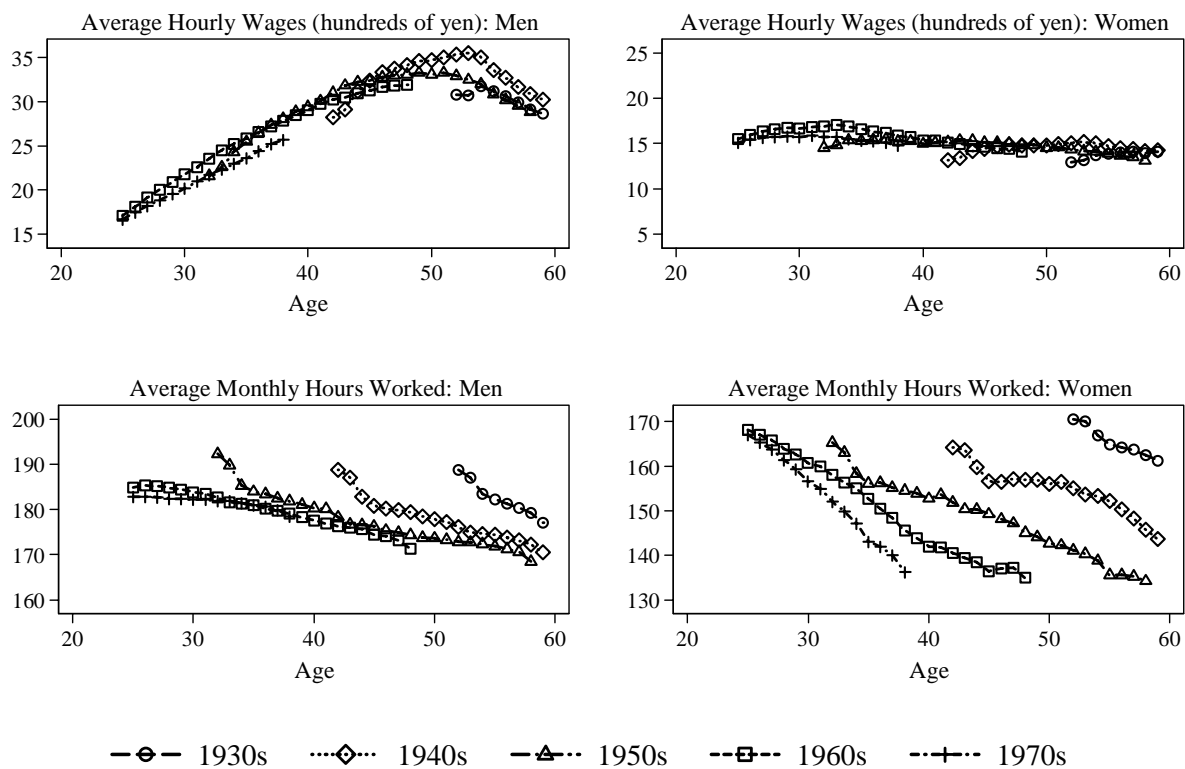 Average Hourly Wages (hundreds of yen): Men
35
30
25
20
15
20 30 40 50 60
Age
Average Hourly Wages (hundreds of yen): Women
25
20
15
10
5
20 30 40 50 60
Age
Average Monthly Hours Worked: Men
200
190
180
170
160
20 30 40 50 60
Age
Average Monthly Hours Worked: Women
170
160
150
140
130
20 30 40 50 60
Age
1930s 1940s 1950s 1960s 1970s